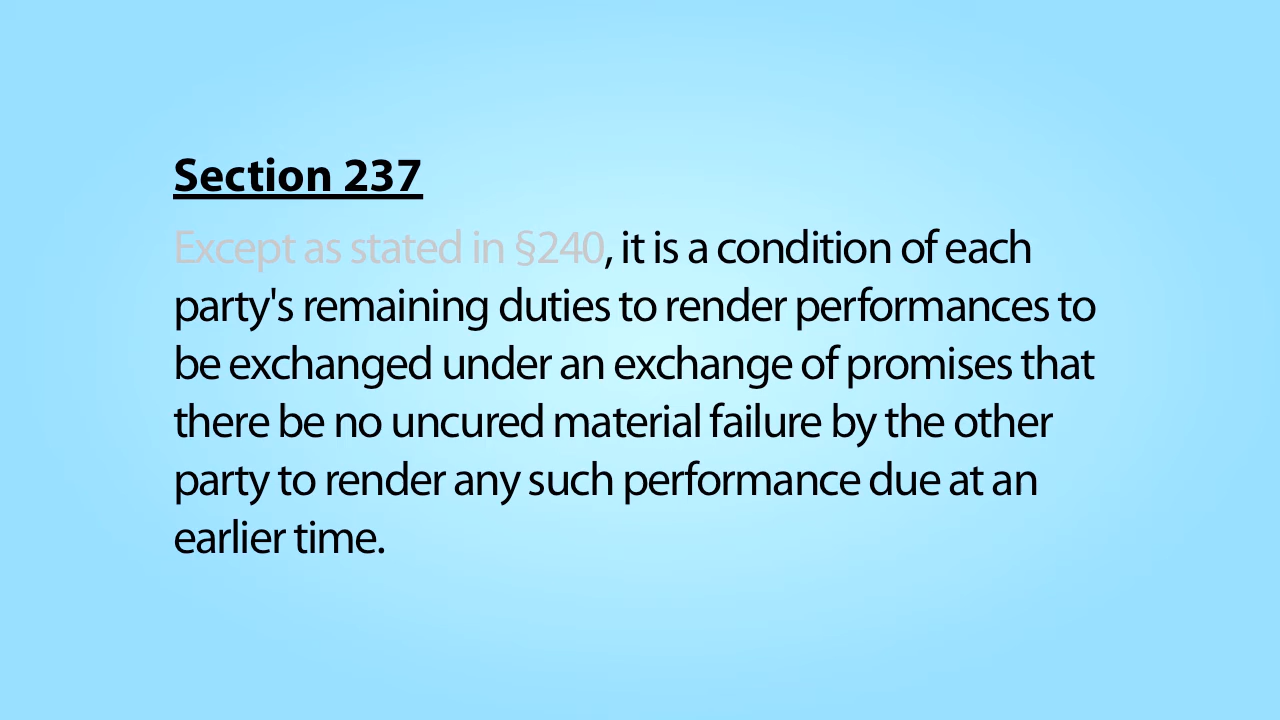 Section 237
Except as stated in §240, it is a condition of each
party's remaining duties to render performances to
be exchanged under an exchange of promises that
there be no uncured material failure by the other
party to render any such performance due at an
earlier time.